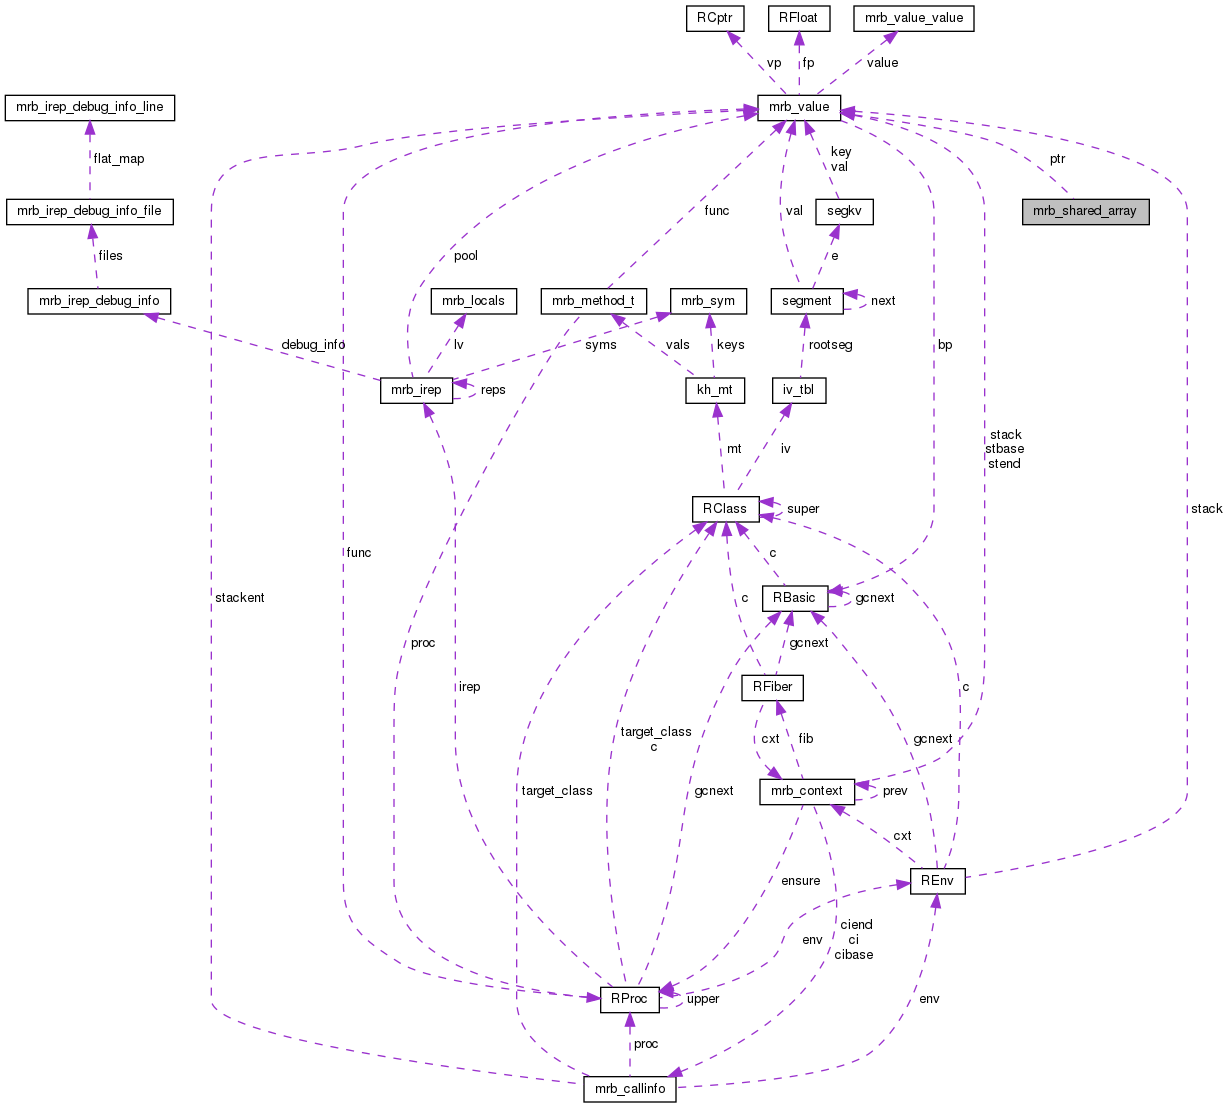 RCptr
RFloat
mrb_value_value
vp
fp
value
mrb_irep_debug_info_line
mrb_value
flat_map
key
val
ptr
mrb_irep_debug_info_file
func
val
segkv
mrb_shared_array
files
pool
e
mrb_irep_debug_info
mrb_locals
mrb_method_t
mrb_sym
segment
next
debug_info
lv
syms
vals
keys
rootseg
bp
mrb_irep
reps
kh_mt
iv_tbl
stack
stbase
stend
mt
iv
RClass
super
stack
func
c
stackent
c
RBasic
gcnext
proc
gcnext
irep
RFiber
c
target_class
c
cxt
fib
gcnext
target_class
gcnext
mrb_context
prev
cxt
ensure
REnv
env
ciend
ci
cibase
RProc
upper
env
proc
mrb_callinfo